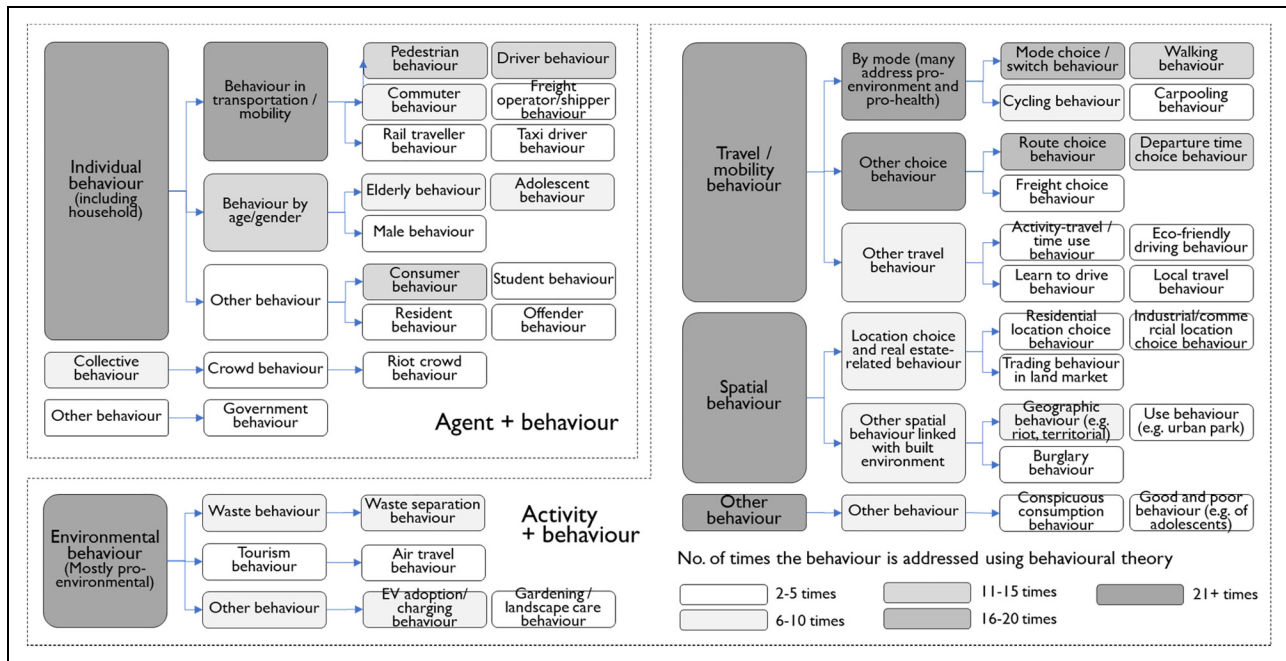 Individual
behaviour
(including
household)
Behaviour in
transportation /
mobility
Pedestrian
behaviour
Driver behaviour
Commuter
behaviour
Freight
operator/shipper
behaviour
Rail traveller
behaviour
Taxi driver
behaviour
Behaviour by
age/gender
Elderly behaviour
Adolescent
behaviour
Male behaviour
Other behaviour
Consumer
behaviour
Student behaviour
Resident
behaviour
Offender
behaviour
Collective
behaviour
Crowd behaviour
Riot crowd
behaviour
Other behaviour
Government
behaviour
Agent + behaviour
Environmental
behaviour
(Mostly pro-
environmental)
Waste behaviour
Waste separation
behaviour
Tourism
behaviour
Air travel
behaviour
Other behaviour
EV adoption/
charging
behaviour
Gardening /
landscape care
behaviour
Activity
+ behaviour
Travel /
mobility
behaviour
By mode (many
address pro-
environment and
pro-health)
Mode choice /
switch behaviour
Walking
behaviour
Cycling behaviour
Carpooling
behaviour
Other choice
behaviour
Route choice
behaviour
Departure time
choice behaviour
Freight choice
behaviour
Other travel
behaviour
Activity-travel /
time use
behaviour
Eco-friendly
driving behaviour
Learn to drive
behaviour
Local travel
behaviour
Spatial
behaviour
Location choice
and real estate-
related behaviour
Residential
location choice
behaviour
Industrial/comme
rcial location
choice behaviour
Trading behaviour
in land market
Other spatial
behaviour linked
with built
environment
Geographic
behaviour (e.g.
riot, territorial)
Use behaviour
(e.g. urban park)
Burglary
behaviour
Other
behaviour
Other behaviour
Conspicuous
consumption
behaviour
Good and poor
behaviour (e.g. of
adolescents)
No. of times the behaviour is addressed using behavioural theory
2-5 times
11-15 times
21+ times
6-10 times
16-20 times